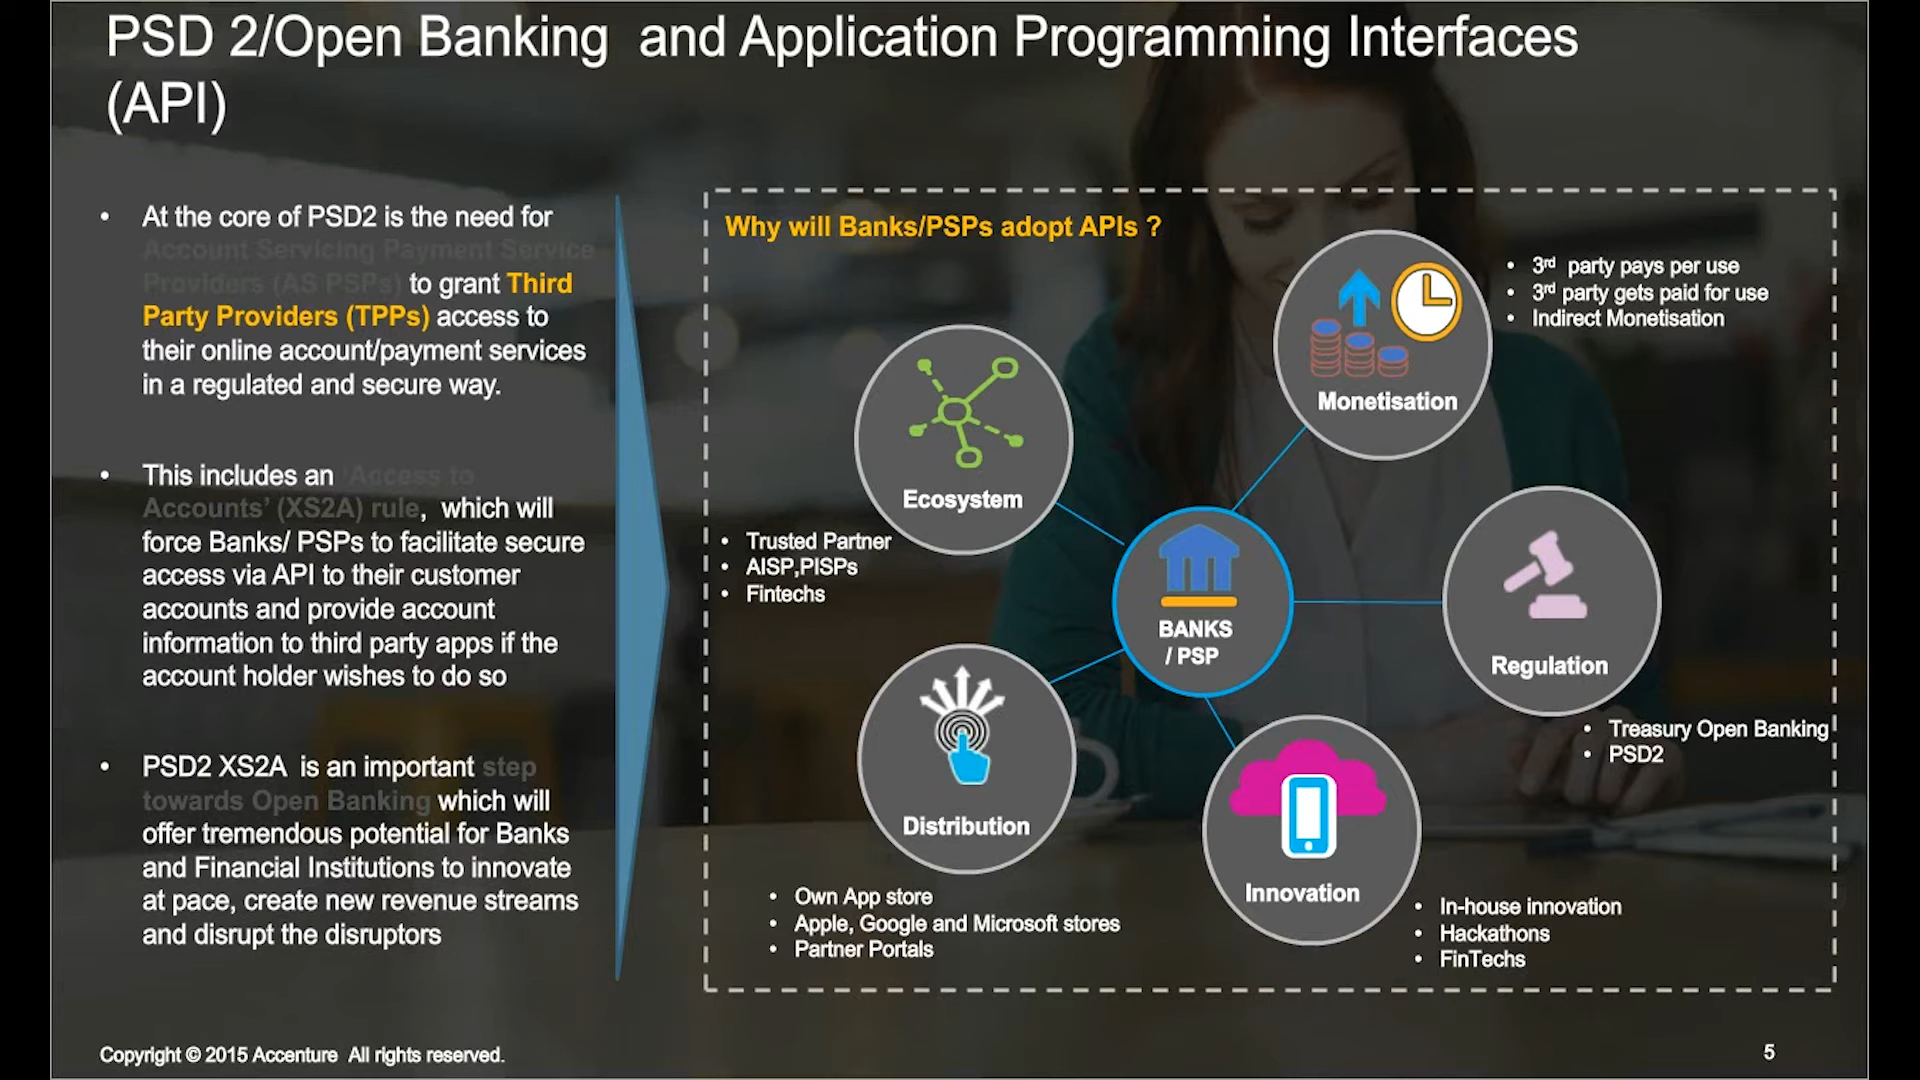 PSD 2/Open Banking and Application Programming Interfaces
(API)
• At the core of PSD2 is the need for
Account Servicing Payment Service
Providers (AS PSPs) to grant Third
Party Providers (TPPs) access to
their online account/payment services
in a regulated and secure way.
• This includes an 'Access to
Accounts' (XS2A) rule, which will
force Banks/ PSPs to facilitate secure
access via API to their customer
accounts and provide account
information to third party apps if the
account holder wishes to do so
• PSD2 XS2A is an important step
towards Open Banking which will
offer tremendous potential for Banks
and Financial Institutions to innovate
at pace, create new revenue streams
and disrupt the disruptors
Why will Banks/PSPs adopt APIs ?
Monetisation
• 3rd party pays per use
• 3rd party gets paid for use
• Indirect Monetisation
Ecosystem
• Trusted Partner
• AISP,PISPs
• Fintechs
BANKS
/ PSP
Regulation
• Treasury Open Banking
• PSD2
Distribution
• Own App store
• Apple, Google and Microsoft stores
• Partner Portals
Innovation
• In-house innovation
• Hackathons
• FinTechs
Copyright © 2015 Accenture All rights reserved.
5